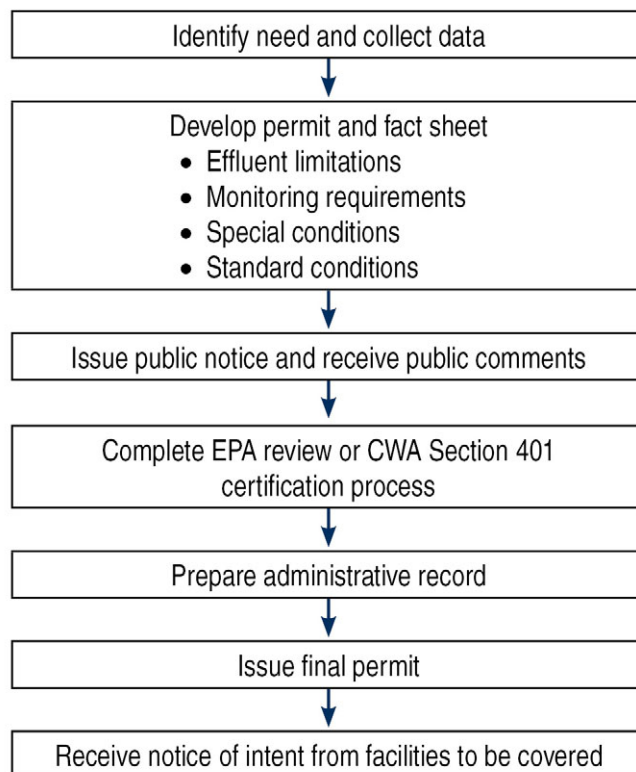 Identify need and collect data
Develop permit and fact sheet
• Effluent limitations
• Monitoring requirements
• Special conditions
• Standard conditions
Issue public notice and receive public comments
Complete EPA review or CWA Section 401
certification process
Prepare administrative record
Issue final permit
Receive notice of intent from facilities to be covered